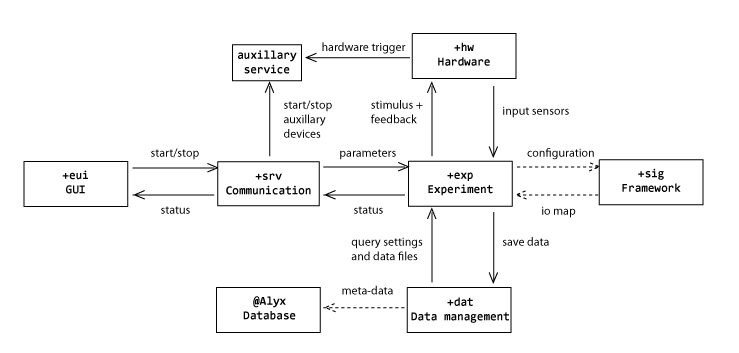 hardware trigger
+hw
Hardware
auxillary
service
start/stop
auxillary
devices
stimulus +
feedback
input sensors
start/stop
parameters
configuration
+eui
GUI
+srv
Communication
+exp
Experiment
+sig
Framework
status
status
io map
query settings
and data files
save data
@Alyx
Database
meta-data
+dat
Data management